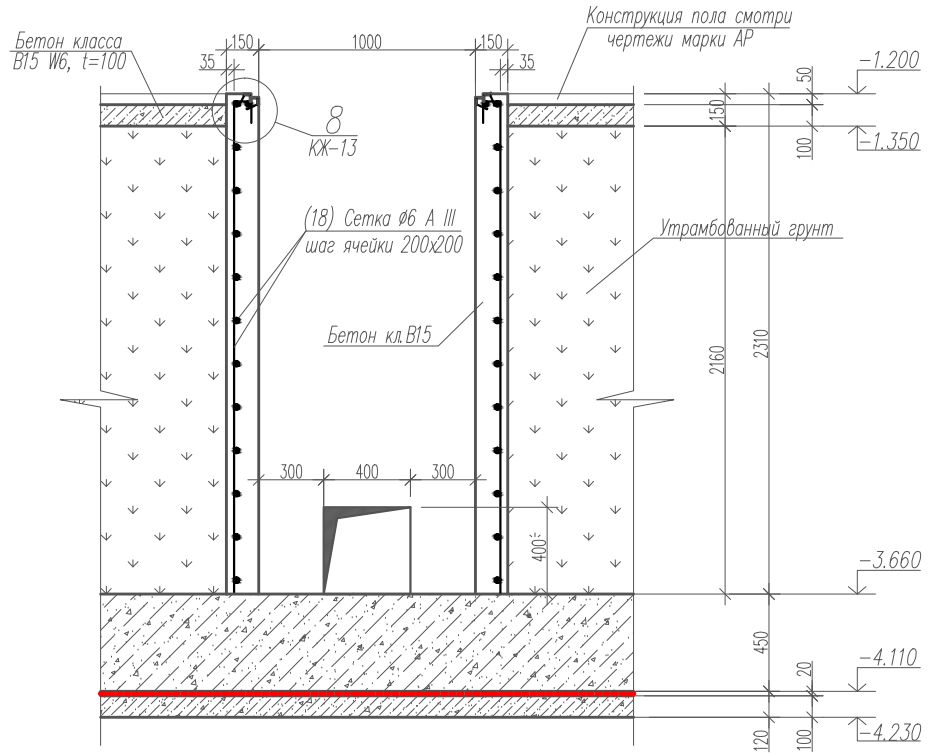 Конструкция пола смотри
чертежи марки АР
Бетон класса
В15 W6, t=100
150
1000
150
35
35
-1.200
50
150
100
-1.350
8
КЖ-13
(18) Сетка ø6 А III
шаг ячейки 200х200
Утрамбованный грунт
Бетон кл.В15
2160
2310
300
400
300
400*
-3.660
450
-4.110
20
-4.230
120
100